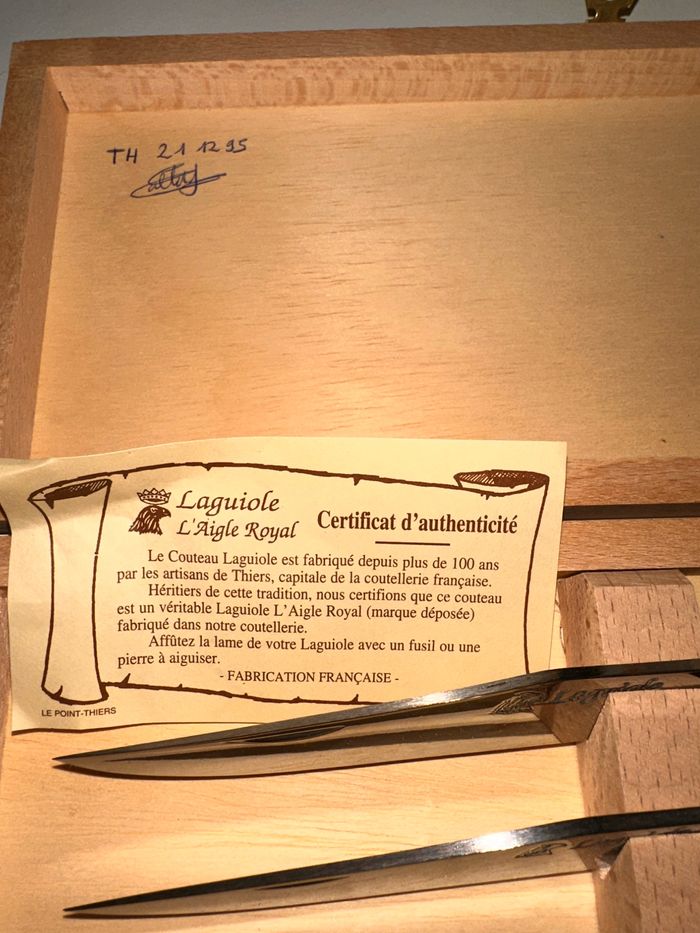 TH 21 12 95
Laguiole
L'Aigle Royal
Certificat d'authenticité
Le Couteau Laguiole est fabriqué depuis plus de 100 ans
par les artisans de Thiers, capitale de la coutellerie française.
Héritiers de cette tradition, nous certifions que ce couteau
est un véritable Laguiole L'Aigle Royal (marque déposée)
fabriqué dans notre coutellerie.
Affûtez la lame de votre Laguiole avec un fusil ou une
pierre à aiguiser.
- FABRICATION FRANÇAISE -
LE POINT-THIERS
Laguiole